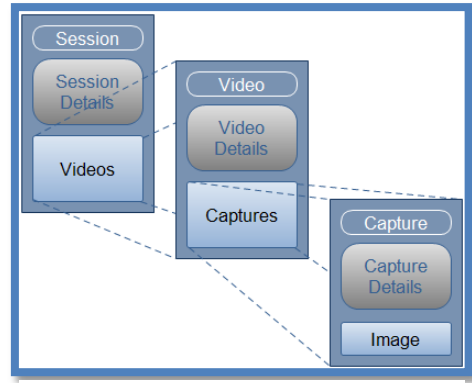 Session
Session
Details
Videos
Video
Video
Details
Captures
Capture
Capture
Details
Image